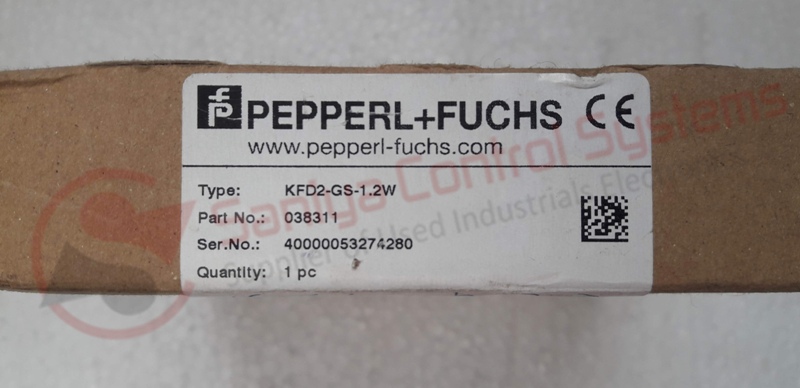 PEPPERL+FUCHS CE
www.pepperl-fuchs.com
Type: KFD2-GS-1.2W
Part No.: 038311
Ser.No.: 40000053274280
Quantity: 1 pc
Saniya Control Systems
Supplier of Used Industrials Elec